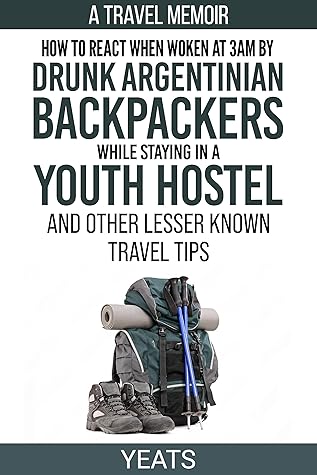 A TRAVEL MEMOIR
HOW TO REACT WHEN WOKEN AT 3AM BY
DRUNK ARGENTINIAN
BACKPACKERS
WHILE STAYING IN A
YOUTH HOSTEL
AND OTHER LESSER KNOWN
TRAVEL TIPS
YEATS